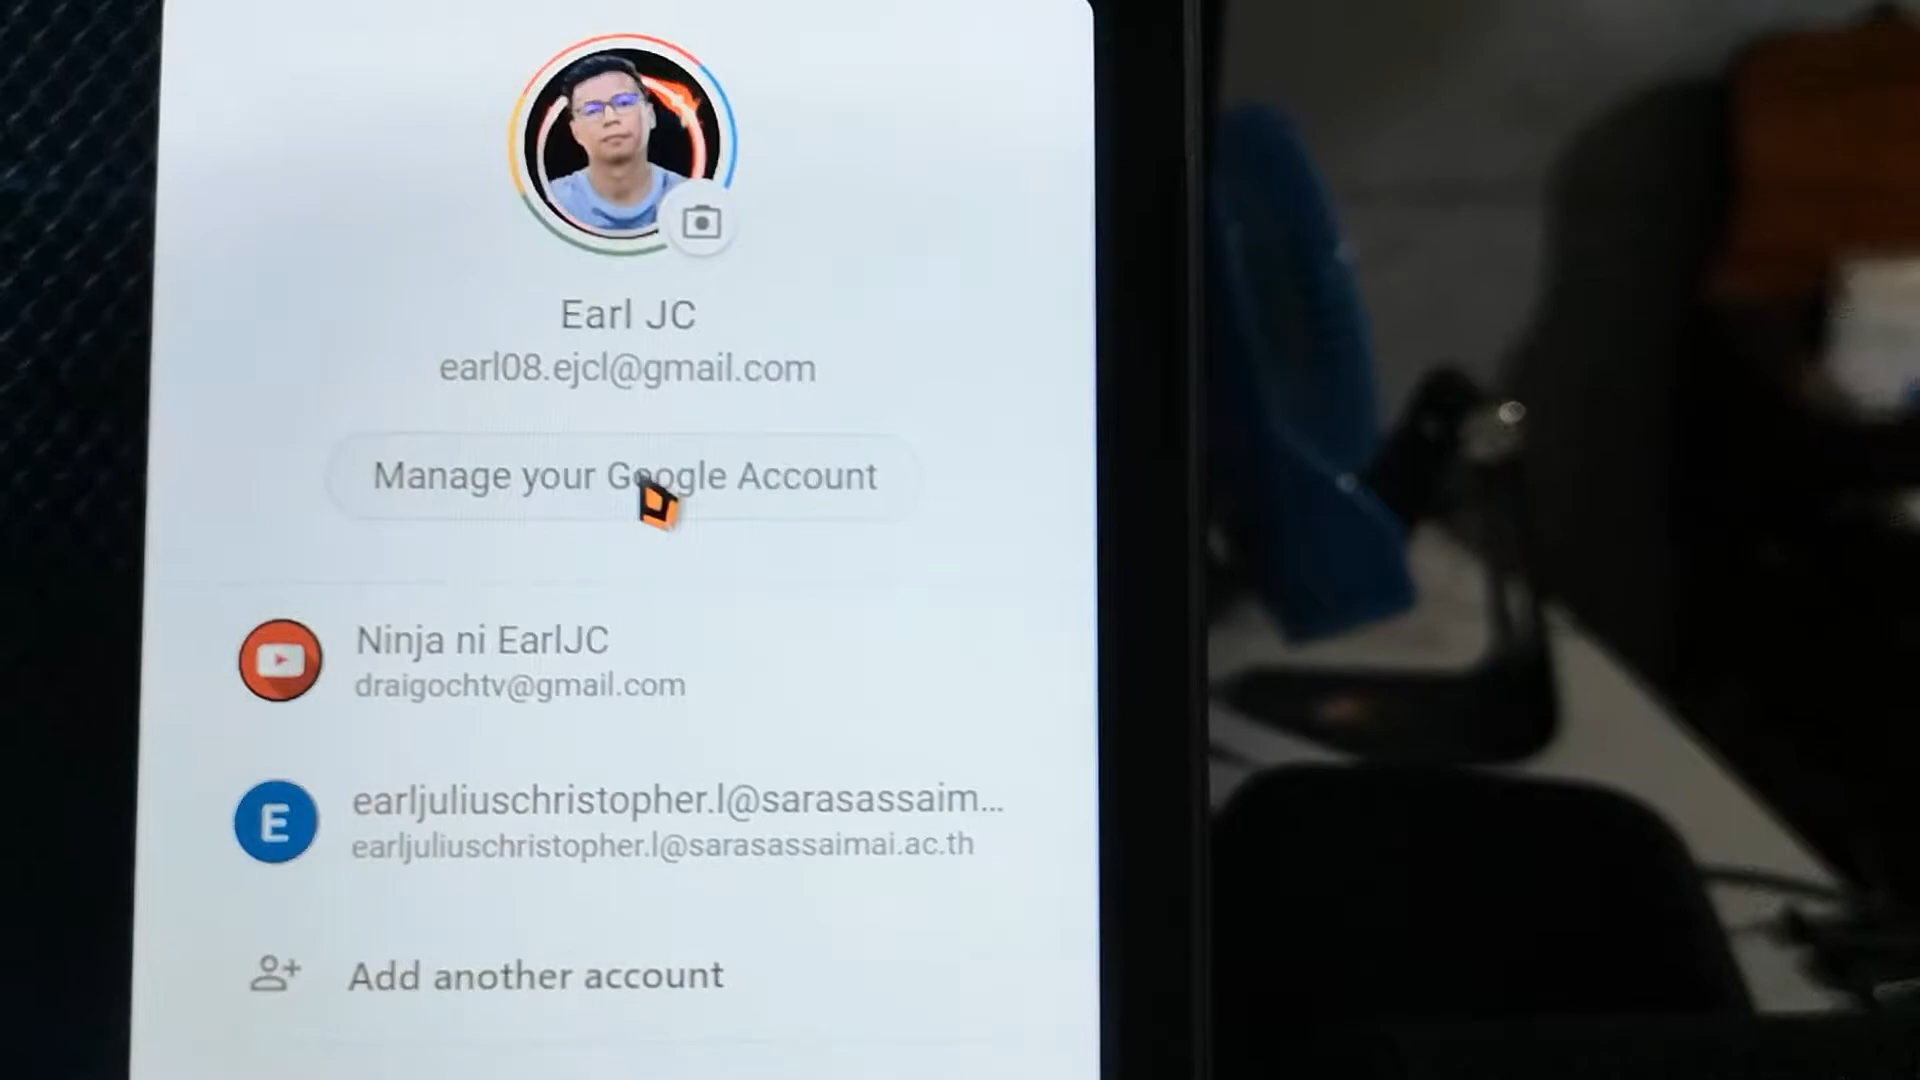 Earl JC
earl08.ejcl@gmail.com
Manage your Google Account
Ninja ni EarlJC
draigochtv@gmail.com
E
earljuliuschristopher.l@sarasassaim...
earljuliuschristopher.l@sarasassaimai.ac.th
Add another account